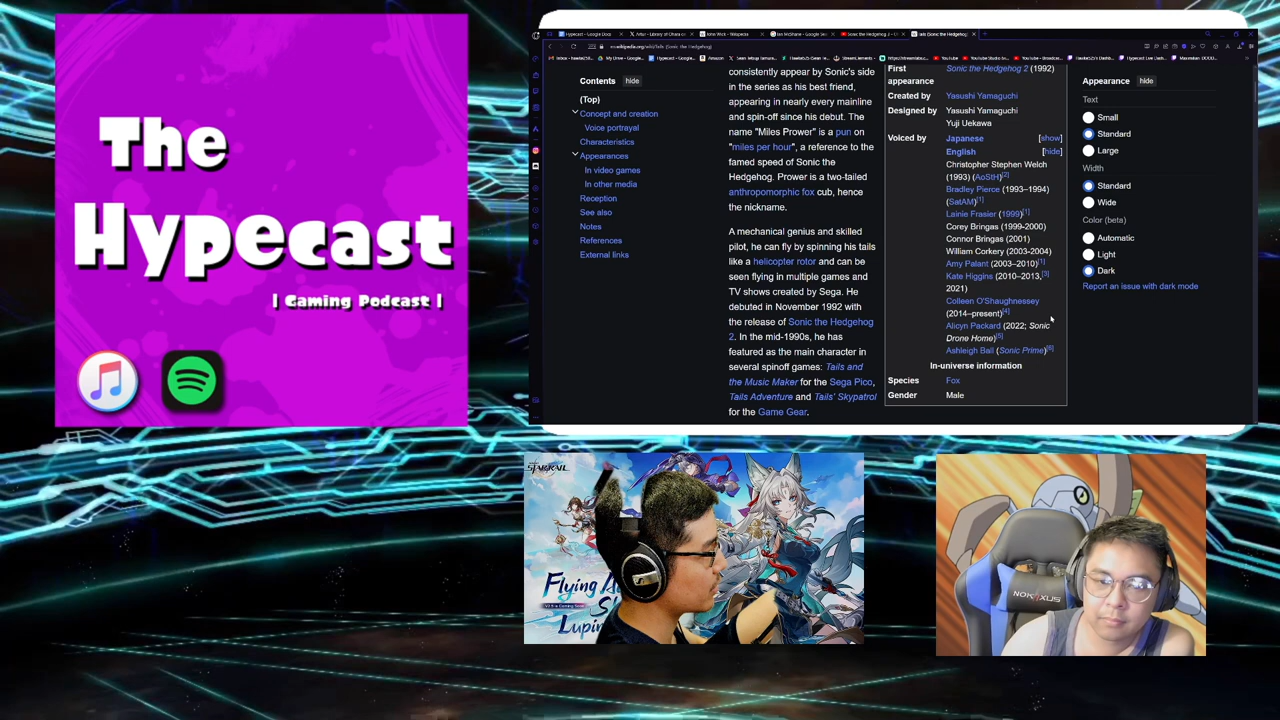 The
Hypecast
| Gaming Podcast |
Contents hide
(Top)
Concept and creation
Voice portrayal
Characteristics
Appearances
In video games
In other media
Reception
See also
Notes
References
External links
consistently appear by Sonic's side
in the series as his best friend,
appearing in nearly every mainline
and spin-off since his debut. The
name "Miles Prower" is a pun on
"miles per hour", a reference to the
famed speed of Sonic the
Hedgehog. Prower is a two-tailed
anthropomorphic fox cub, hence
the nickname.
A mechanical genius and skilled
pilot, he can fly by spinning his tails
like a helicopter rotor and can be
seen flying in multiple games and
TV shows created by Sega. He
debuted in November 1992 with
the release of Sonic the Hedgehog
2. In the mid-1990s, he has
featured as the main character in
several spinoff games: Tails and
the Music Maker for the Sega Pico,
Tails Adventure and Tails' Skypatrol
for the Game Gear.
First Sonic the Hedgehog 2 (1992)
appearance
Created by Yasushi Yamaguchi
Designed by Yasushi Yamaguchi
Yuji Uekawa
Voiced by Japanese [show]
English [hide]
Christopher Stephen Welch
(1993) (AoStH)[2]
Bradley Pierce (1993–1994)
(SatAM)[1]
Lainie Frasier (1999)[1]
Corey Bringas (1999-2000)
Connor Bringas (2001)
William Corkery (2003-2004)
Amy Palant (2003–2010)[1]
Kate Higgins (2010–2013,[3]
2021)
Colleen O'Shaughnessey
(2014–present)[4]
Alicyn Packard (2022; Sonic
Drone Home)[5]
Ashleigh Ball (Sonic Prime)[6]
In-universe information
Species Fox
Gender Male
Appearance hide
Text
Small
Standard
Large
Width
Standard
Wide
Color (beta)
Automatic
Light
Dark
Report an issue with dark mode
STAR RAIL
Flying
Lupin
NOKAXUS